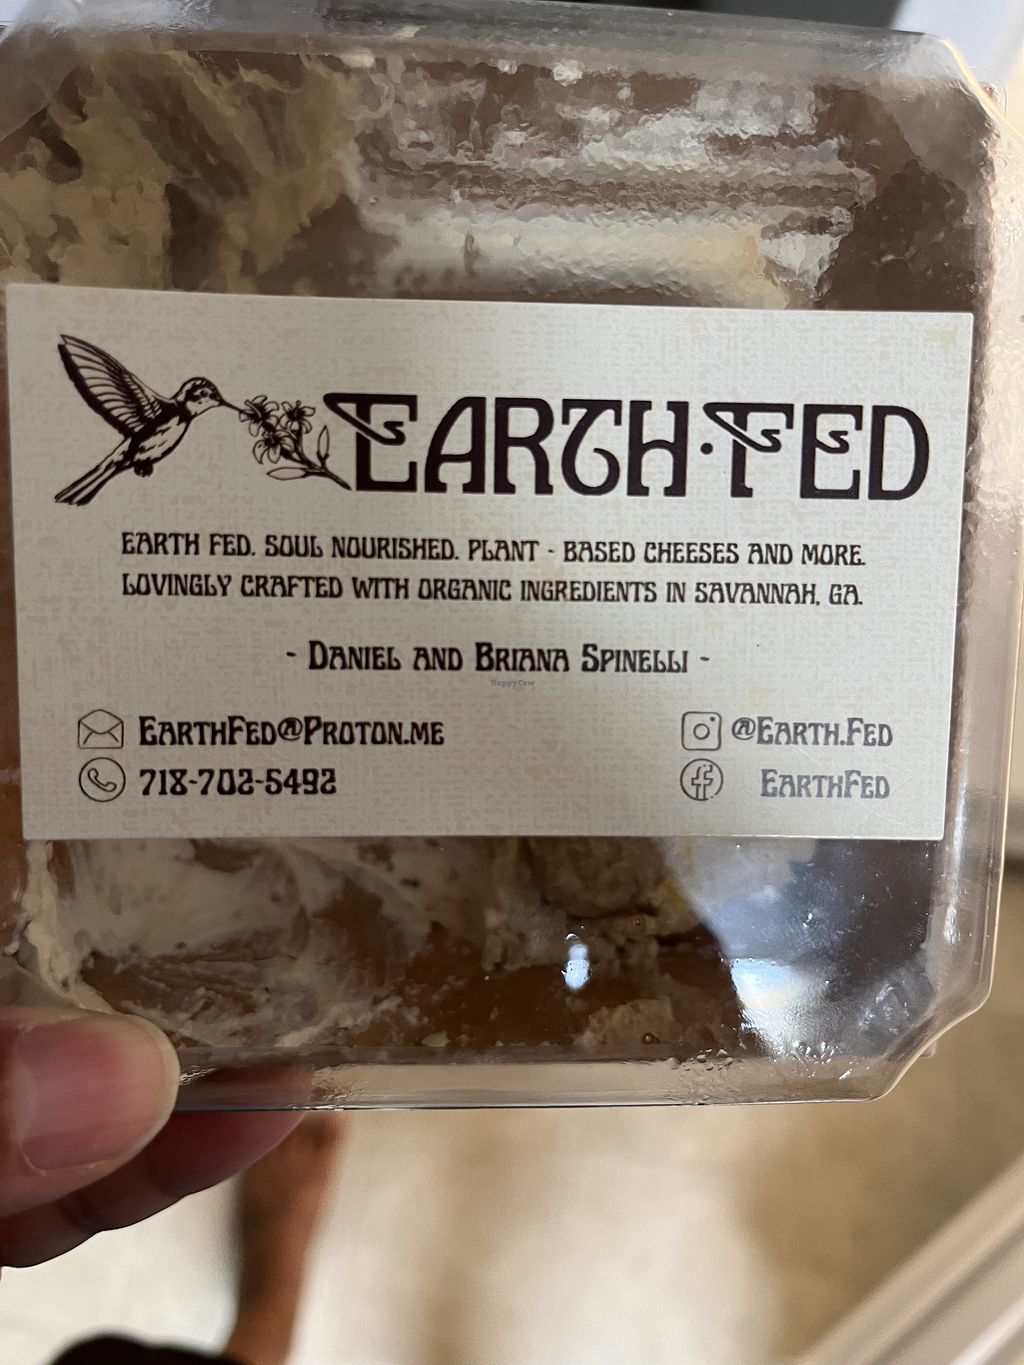 EARTH·FED
EARTH FED. SOUL NOURISHED. PLANT - BASED CHEESES AND MORE.
LOVINGLY CRAFTED WITH ORGANIC INGREDIENTS IN SAVANNAH, GA.
- DANIEL AND BRIANA SPINELLI -
HappyCow
EARTHFED@PROTON.ME
@EARTH.FED
718-702-5492
EARTHFED